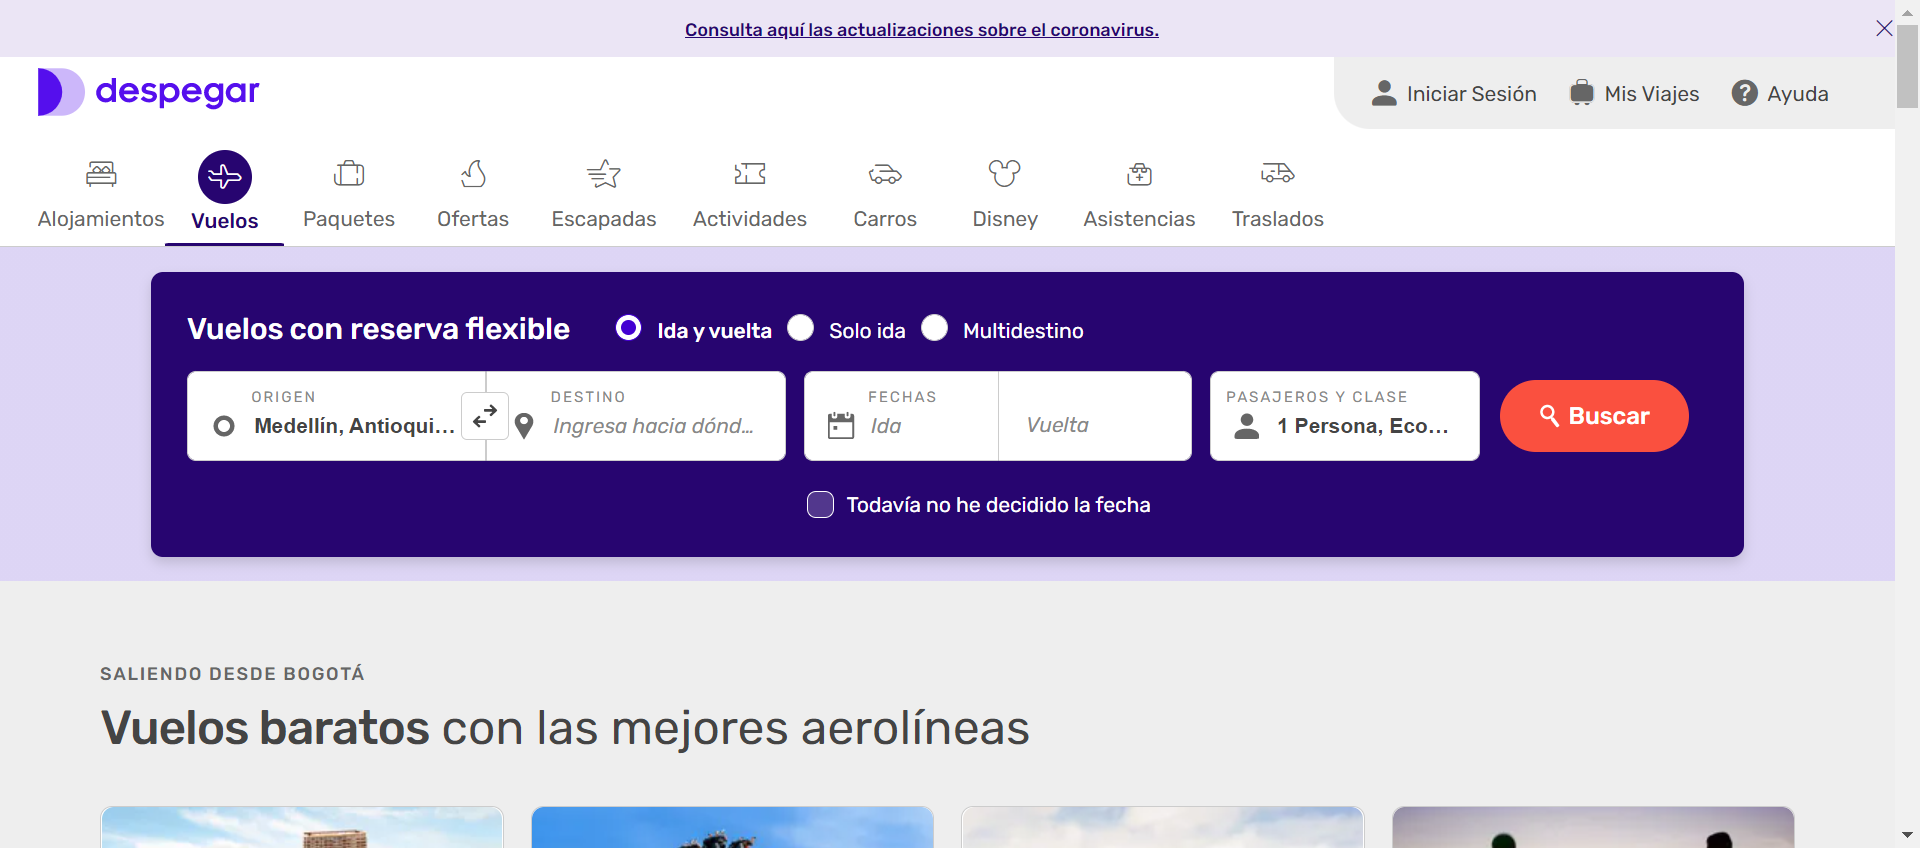 Consulta aquí las actualizaciones sobre el coronavirus.
despegar
Iniciar Sesión
Mis Viajes
Ayuda
Alojamientos
Vuelos
Paquetes
Ofertas
Escapadas
Actividades
Carros
Disney
Asistencias
Traslados
Vuelos con reserva flexible
Ida y vuelta
Solo ida
Multidestino
ORIGEN
Medellín, Antioqui...
DESTINO
Ingresa hacia dónd...
FECHAS
Ida
Vuelta
PASAJEROS Y CLASE
1 Persona, Eco...
Buscar
Todavía no he decidido la fecha
SALIENDO DESDE BOGOTÁ
Vuelos baratos con las mejores aerolíneas